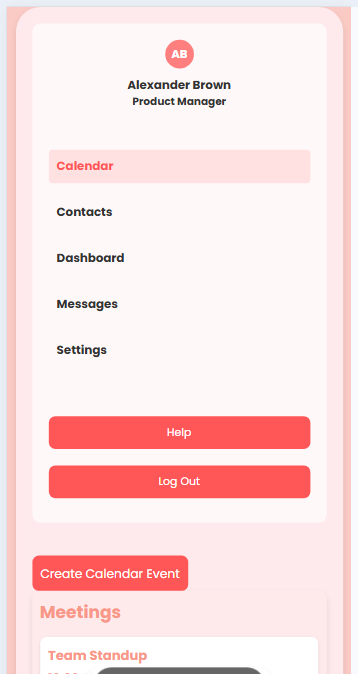 AB
Alexander Brown
Product Manager
Calendar
Contacts
Dashboard
Messages
Settings
Help
Log Out
Create Calendar Event
Meetings
Team Standup